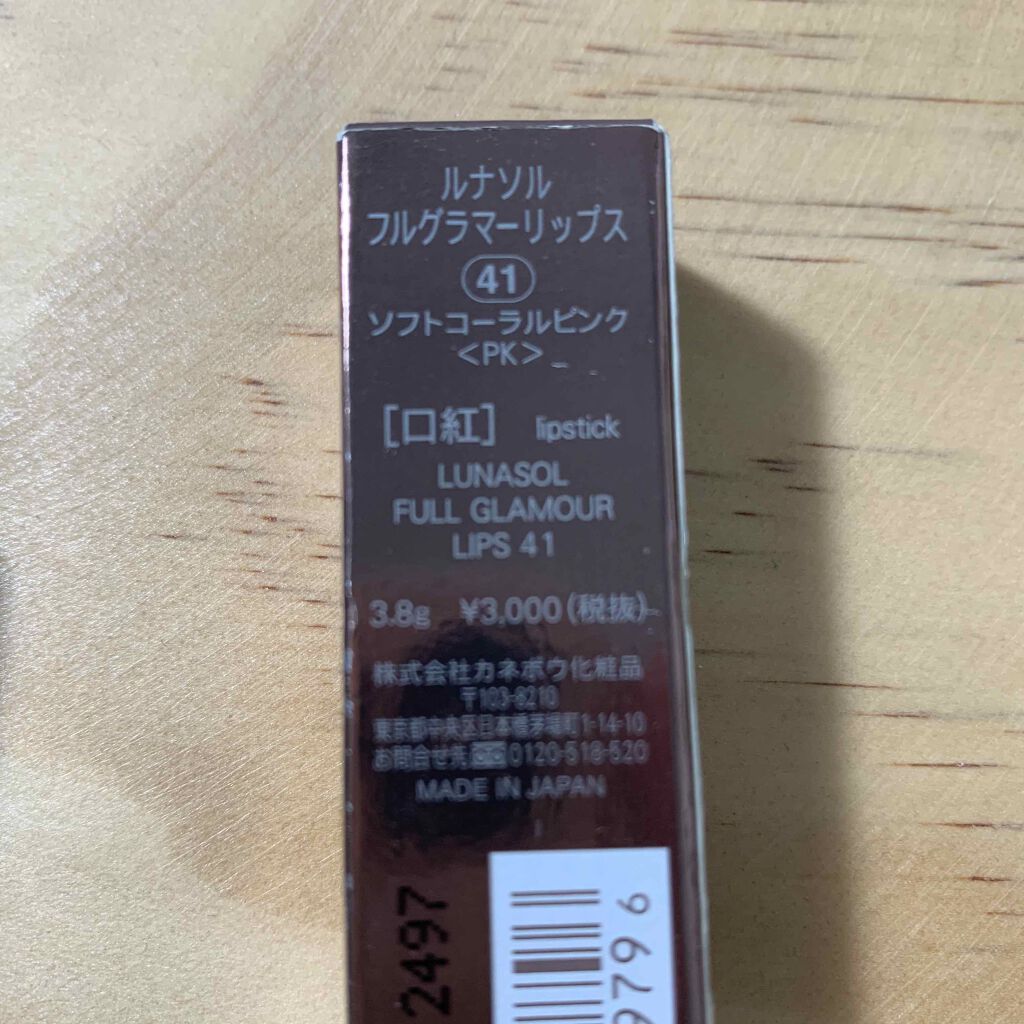 ルナソル
フルグラマーリップス
41
ソフトコーラルピンク
<PK>
[口紅] lipstick
LUNASOL
FULL GLAMOUR
LIPS 41
3.8g ¥3,000(税抜)
株式会社カネボウ化粧品
〒103-8210
東京都中央区日本橋茅場町1-14-10
お問合せ先 0120-518-520
MADE IN JAPAN
2497